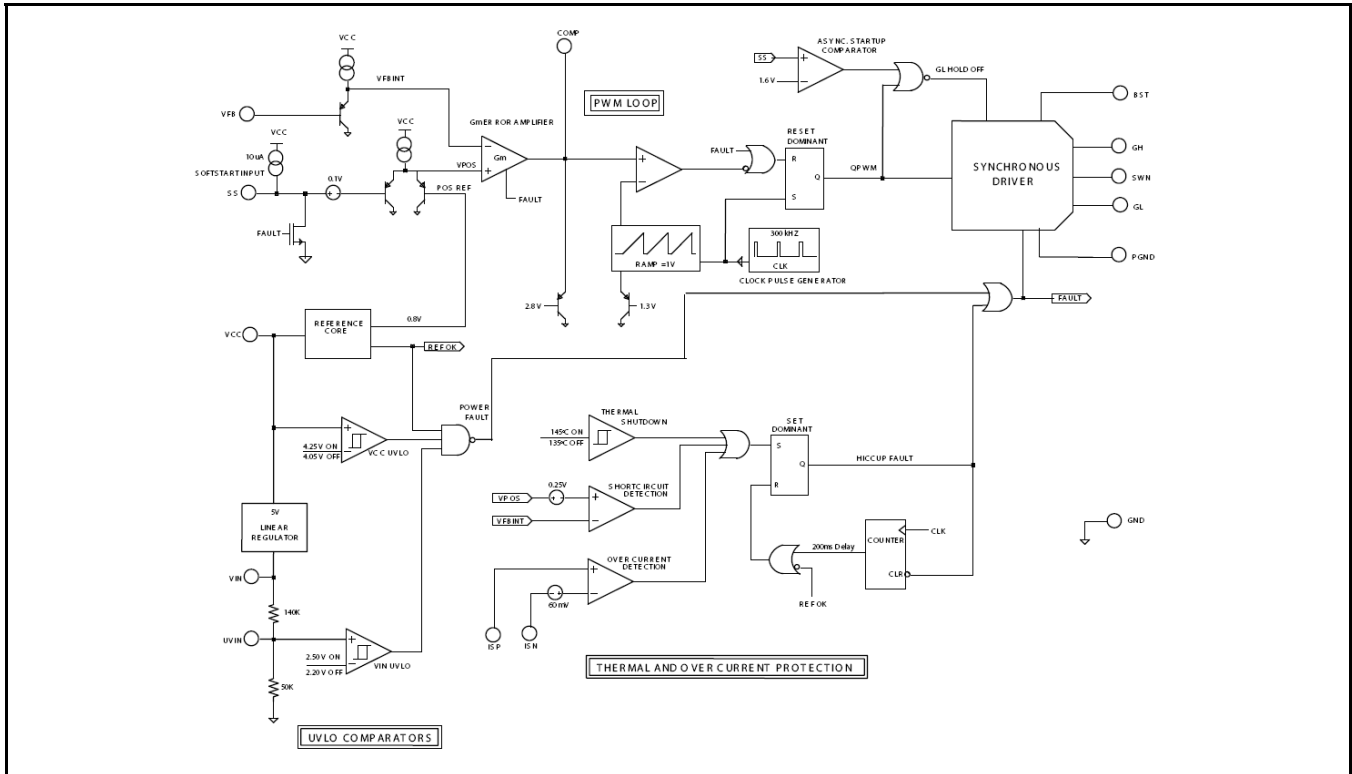 COMP
VCC
VFBINT
VFB
GmERROR AMPLIFIER
VCC
VCC
10 uA
SOFTSTART INPUT
SS
0.1V
VPOS
Gm
POS REF
FAULT
FAULT
PWM LOOP
ASYNC. STARTUP
COMPARATOR
SS
1.6V
GL HOLD OFF
RESET
DOMINANT
FAULT
R
Q
S
QPWM
SYNCHRONOUS
DRIVER
BST
GH
SWN
GL
PGND
RAMP =1V
300 kHZ
CLK
CLOCK PULSE GENERATOR
2.8V
1.3V
FAULT
VCC
REFERENCE
CORE
0.8V
REFOK
POWER
FAULT
4.25V ON
4.05V OFF
VCC UVLO
5V
LINEAR
REGULATOR
VIN
140K
UVIN
2.50V ON
2.20V OFF
VIN UVLO
50K
UVLO COMPARATORS
THERMAL
SHUTDOWN
145ºC ON
135ºC OFF
SET
DOMINANT
S
Q
R
HICCUP FAULT
0.25V
VPOS
VFBINT
SHORTCIRCUIT
DETECTION
OVER CURRENT
DETECTION
60mV
ISP
ISN
200ms Delay
COUNTER
CLK
CLR
REFOK
GND
THERMAL AND OVER CURRENT PROTECTION